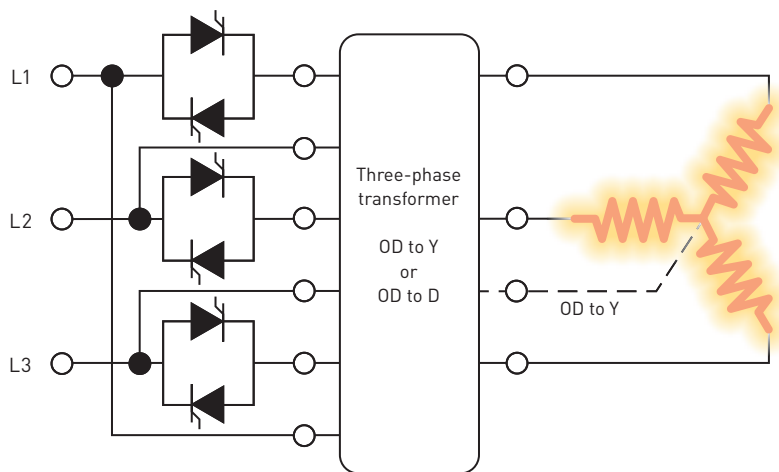 L1
Three-phase
transformer
L2
OD to Y
or
OD to D
OD to Y
L3